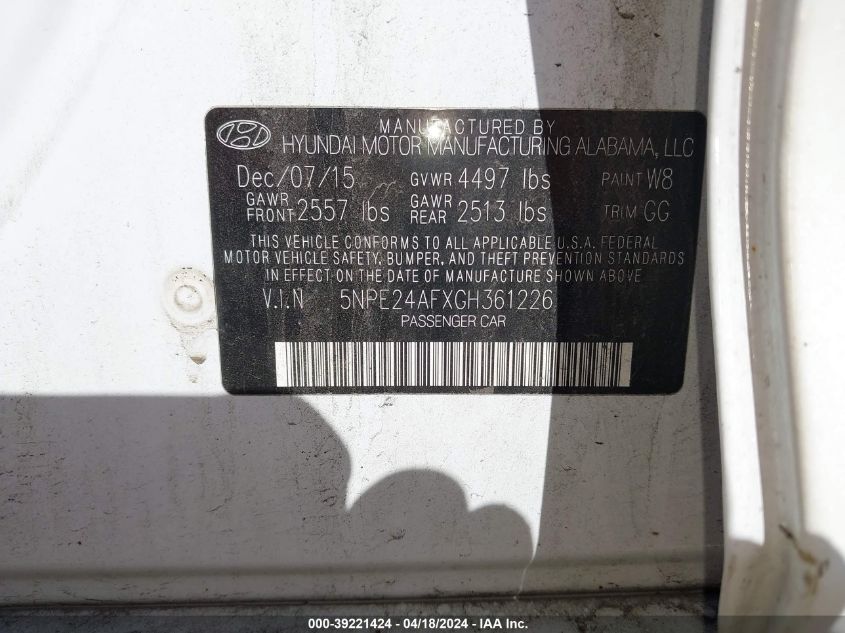 MANUFACTURED BY
HYUNDAI MOTOR MANUFACTURING ALABAMA, LLC
Dec/07/15 GVWR 4497 lbs PAINT W8
GAWR FRONT 2557 lbs GAWR REAR 2513 lbs TRIM GG
THIS VEHICLE CONFORMS TO ALL APPLICABLE U.S.A. FEDERAL
MOTOR VEHICLE SAFETY, BUMPER, AND THEFT PREVENTION STANDARDS
IN EFFECT ON THE DATE OF MANUFACTURE SHOWN ABOVE
V.I.N 5NPE24AFXGH361226
PASSENGER CAR
000-39221424 - 04/18/2024 - IAAI, Inc.